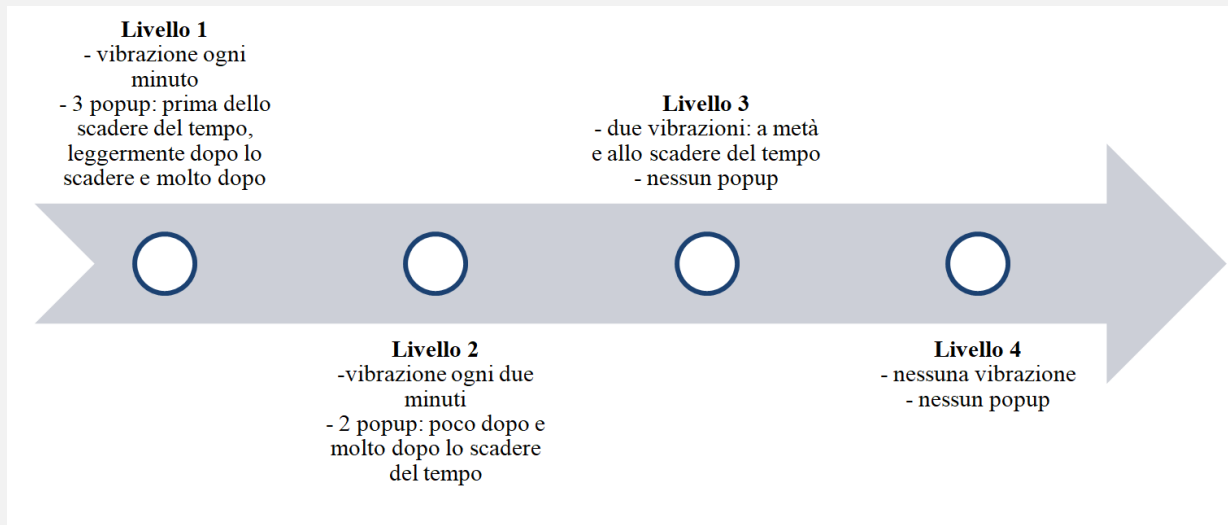 Livello 1
- vibrazione ogni
minuto
- 3 popup: prima dello
scadere del tempo,
leggermente dopo lo
scadere e molto dopo
Livello 2
-vibrazione ogni due
minuti
- 2 popup: poco dopo e
molto dopo lo scadere
del tempo
Livello 3
- due vibrazioni: a metà
e allo scadere del tempo
- nessun popup
Livello 4
- nessuna vibrazione
- nessun popup